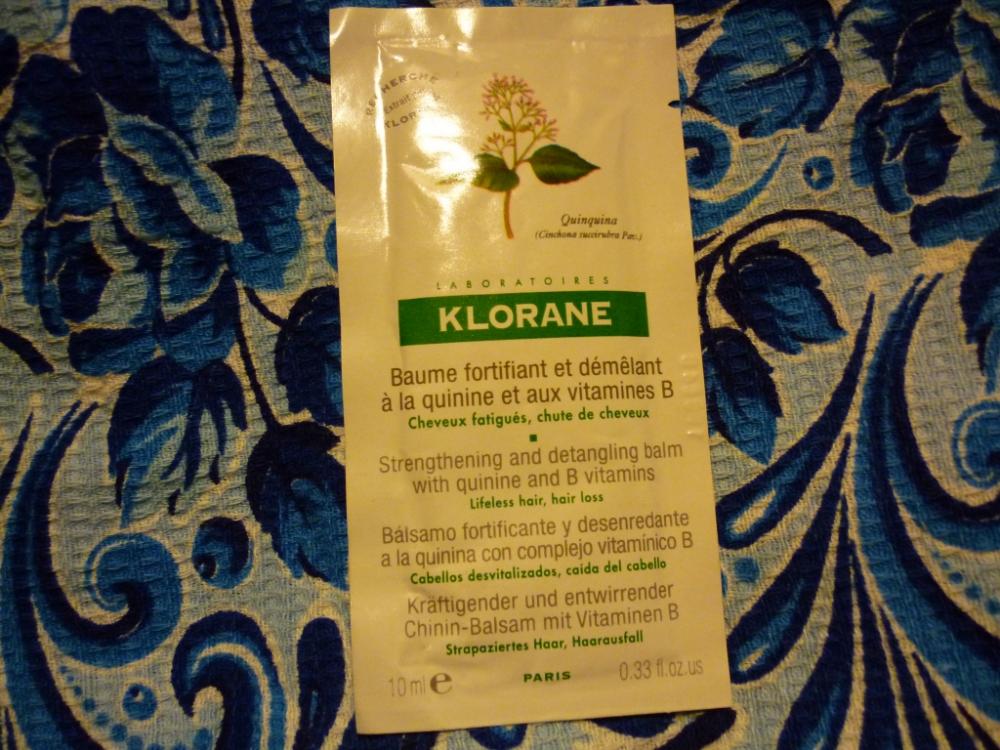 RECHERCHE
Quinquina
(Cinchona succirubra Pav.)
LABORATOIRES
KLORANE
Baume fortifiant et démêlant
à la quinine et aux vitamines B
Cheveux fatigués, chute de cheveux
Strengthening and detangling balm
with quinine and B vitamins
Lifeless hair, hair loss
Bálsamo fortificante y desenredante
a la quinina con complejo vitamínico B
Cabellos desvitalizados, caída del cabello
Kräftigender und entwirrender
Chinin-Balsam mit Vitaminen B
Strapaziertes Haar, Haarausfall
10 ml e PARIS 0.33 fl.oz.us